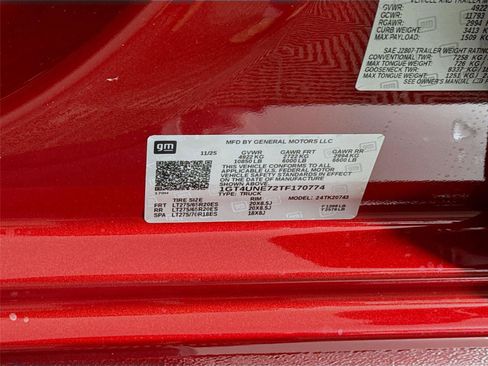 GVWR 4922
GCWR 11793
RGAWR 2994
CURB WEIGHT 3413
MAX PAYLOAD: 1509
SAE J2807-TRAILER WEIGHT RATING
CONVENTIONAL TWR: 7258
MAX TONGUE WEIGHT: 726
GOOSENECK TWR: 8337
MAX TONGUE WEIGHT: 1251
gm
MFD BY GENERAL MOTORS LLC
11/25 GVWR GAWR FRT GAWR RR
4922 KG 2722 KG 2994 KG
10850 LB 6000 LB 6600 LB
THIS VEHICLE CONFORMS TO ALL
APPLICABLE U.S. FEDERAL MOTOR
VEHICLE SAFETY STANDARDS IN EFFECT
ON THE DATE OF MANUFACTURE SHOWN ABOVE.
1GT4UNE72TF170774
TYPE: TRUCK MODEL: 24TK20743
TIRE SIZE RIM
FRT LT275/65R20ES 20X8.5J
RR LT275/65R20ES 20X8.5J
SPA LT275/70R18ES 18X8J